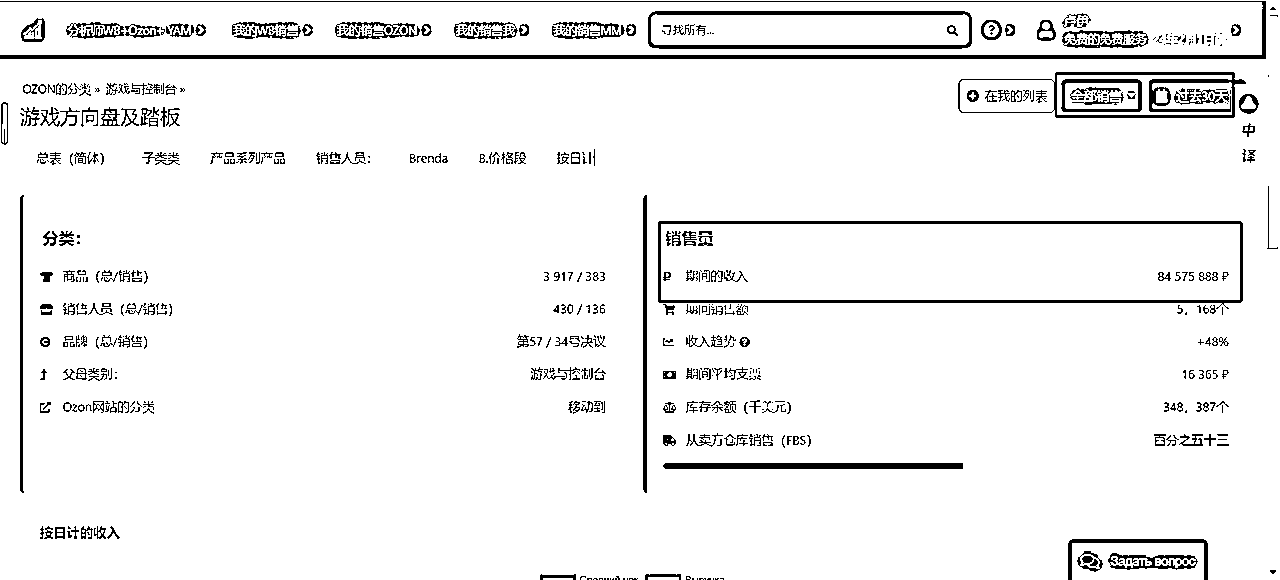 分析师WB+Ozon+YAM
我的WB销售
我的销售OZON
我的销售我
我的销售MM
寻找所有...
免费的免费服务
OZON的分类 » 游戏与控制台 »
在我的列表
全部销售
过去30天
中
译
游戏方向盘及踏板
总表 (简体)
子类类
产品系列产品
销售人员:
Brenda
8.价格段
按日计
分类:
商品 (总/销售) 3 917 / 383
销售人员 (总/销售) 430 / 136
品牌 (总/销售) 第57 / 34号决议
父母类别: 游戏与控制台
Ozon网站的分类 移动到
销售员
期间的收入 84 575 888 ₽
期间销售额 5，168个
收入趋势 +48%
期间平均支票 16 365 ₽
库存余额 (千美元) 348，387个
从卖方仓库销售 (FBS) 百分之五十三
按日计的收入
Задать вопрос